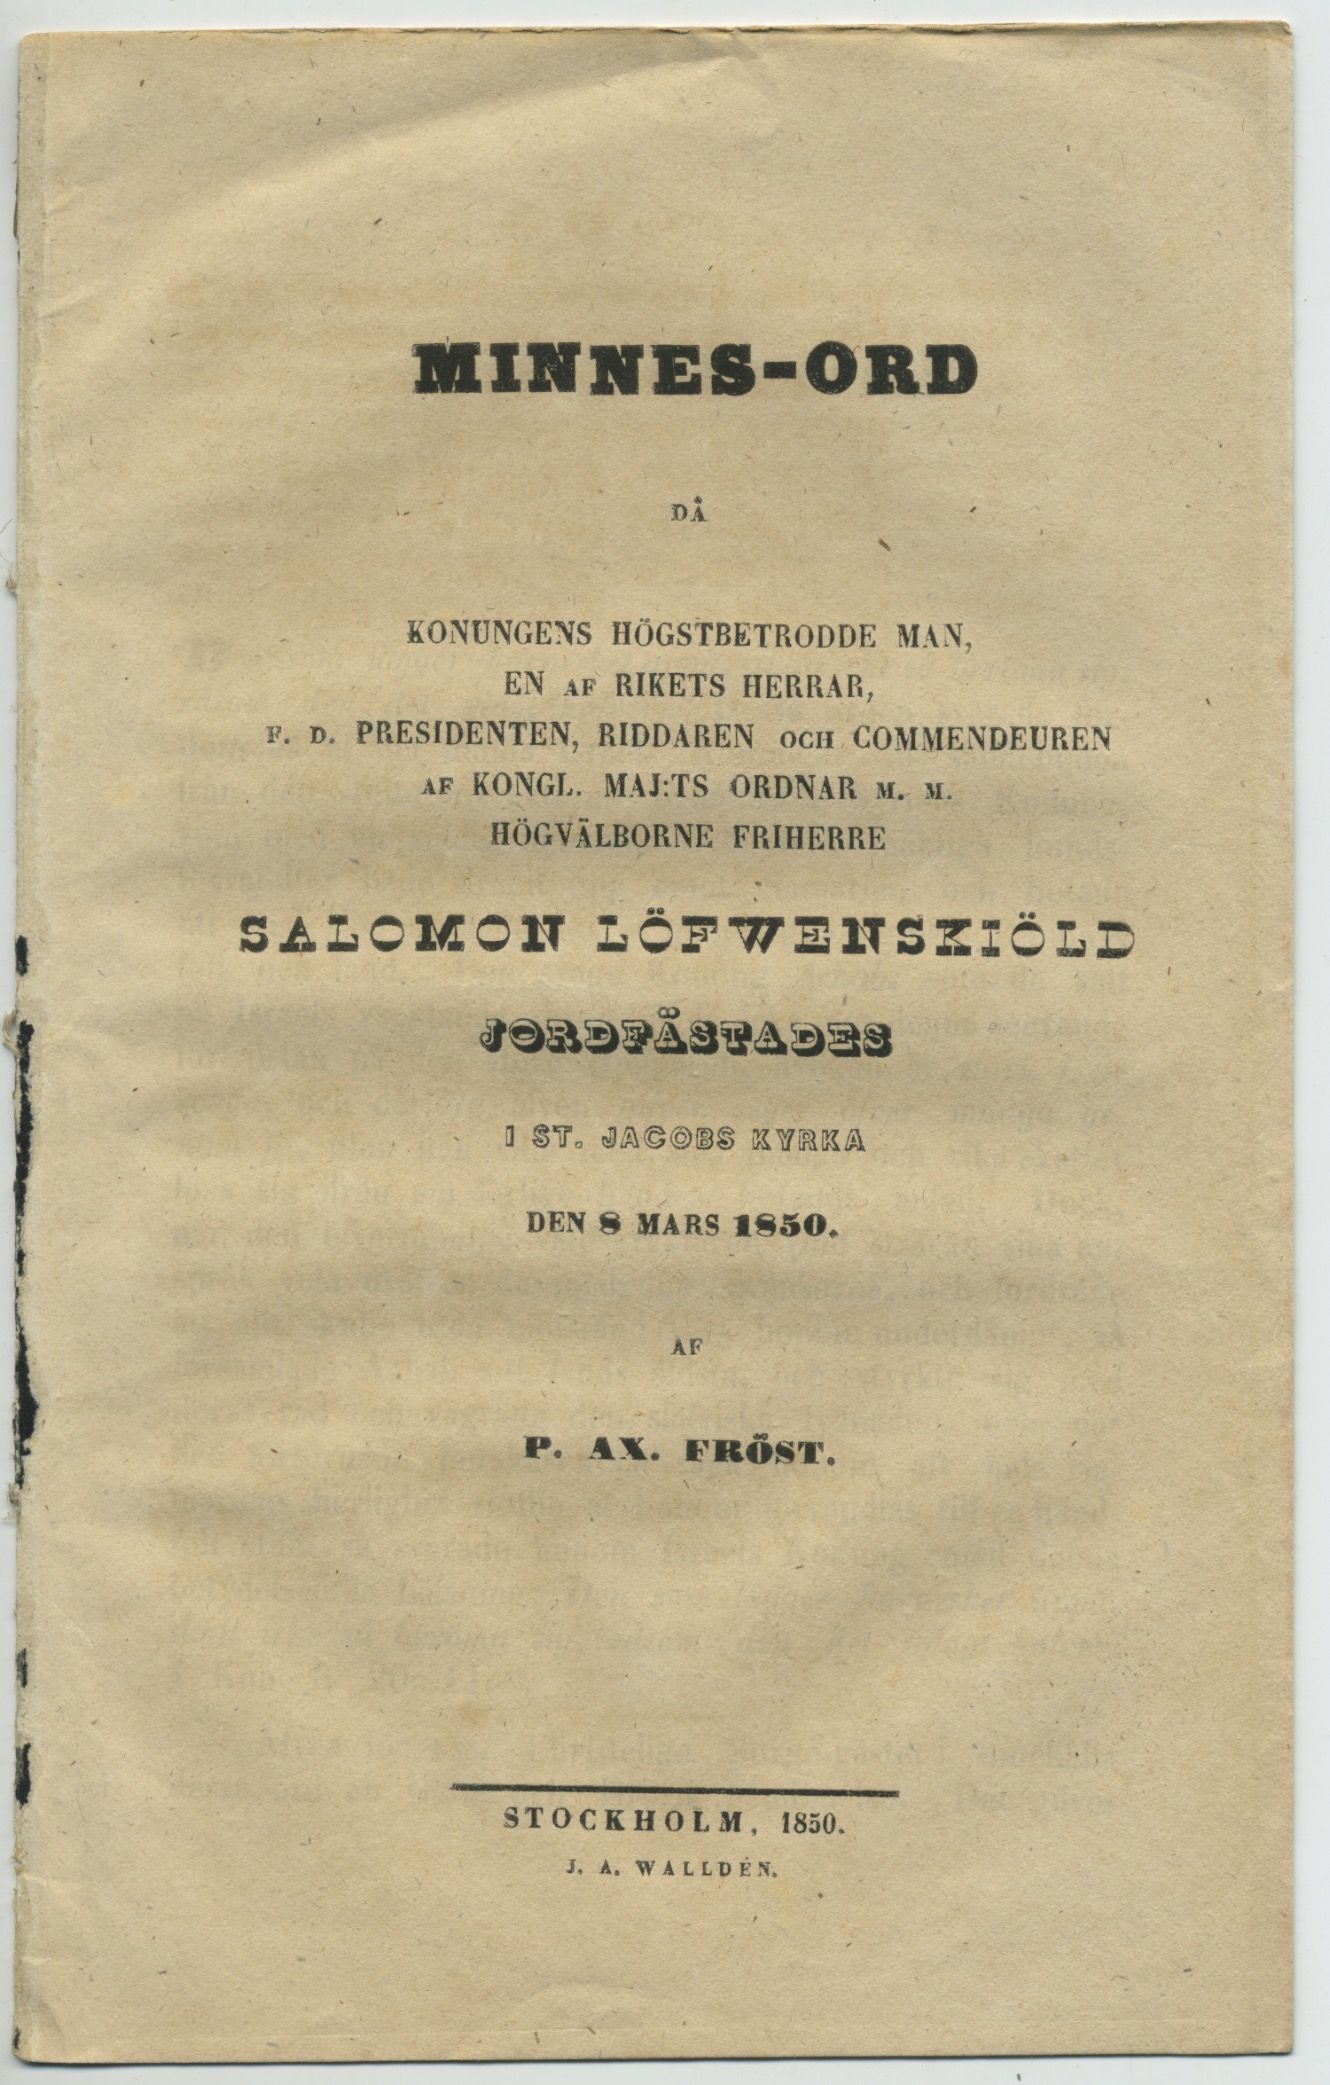 MINNES-ORD
DÅ
KONUNGENS HÖGSTBETRODDE MAN,
EN AF RIKETS HERRAR,
F. D. PRESIDENTEN, RIDDAREN OCH COMMENDEUREN
AF KONGL. MAJ:TS ORDNAR M. M.
HÖGVÄLBORNE FRIHERRE
SALOMON LÖFWENSKIÖLD
JORDFÄSTADES
I ST. JACOBS KYRKA
DEN 8 MARS 1850.
AF
P. AX. FRÖST.
STOCKHOLM, 1850.
J. A. WALLDÉN.